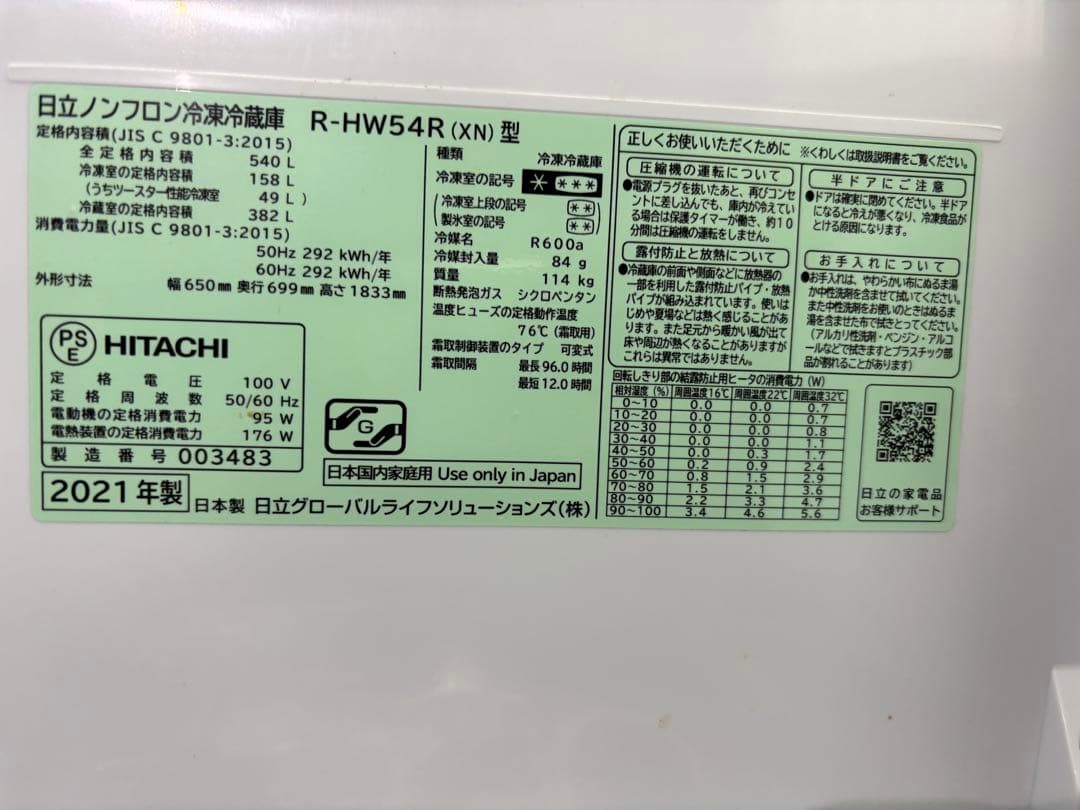 日立ノンフロン冷凍冷蔵庫 R-HW54R(XN)型
定格内容積(JIS C 9801-3:2015)
全定格内容積 540 L
冷凍室の定格内容積 158 L
(うちツースター性能冷凍室 49 L )
冷蔵室の定格内容積 382 L
消費電力量(JIS C 9801-3:2015)
50Hz 292 kWh/年
60Hz 292 kWh/年
外形寸法 幅 650 mm 奥行 699 mm 高さ 1833 mm
PS
E
HITACHI
定格電圧 100 V
定格周波数 50/60 Hz
電動機の定格消費電力 95 W
電熱装置の定格消費電力 176 W
製造番号 003483
2021 年製
日本製 日立グローバルライフソリューションズ(株)
種類 冷凍冷蔵庫
冷凍室の記号 * ***
(冷凍室上段の記号 **
製氷室の記号 **)
冷媒名 R600a
冷媒封入量 84 g
質量 114 kg
断熱発泡ガス シクロペンタン
温度ヒューズの定格動作温度
76℃ (霜取用)
霜取制御装置のタイプ 可変式
霜取間隔 最長 96.0 時間
最短 12.0 時間
G
日本国内家庭用 Use only in Japan
正しくお使いいただくために ※くわしくは取扱説明書をご覧ください。
圧縮機の運転について
●電源プラグを抜いたあと、再びコンセ
ントに差し込んでも、庫内が冷えてい
る場合は保護タイマーが働き、約10
分間は圧縮機の運転をしません。
露付防止と放熱について
●冷蔵庫の前面や側面などに放熱器の
一部を利用した露付防止パイプ・放熱
パイプが組み込まれています。使いは
じめや夏場などは熱く感じることがあ
ります。また足元から暖かい風が出て
床や周辺が熱くなることがありますが
これらは異常ではありません。
半ドアにご注意
●ドアは確実に閉めてください。半ドア
になると冷えが悪くなり、冷凍食品が
とける原因になります。
お手入れについて
●お手入れは、やわらかい布にぬるま湯
か中性洗剤を含ませて拭いてください。
また中性洗剤をお使いのときはぬるま
湯を含ませた布で拭きとってください。
(アルカリ性洗剤・ベンジン・アルコ
ールなどで拭きますとプラスチック部
品が割れることがあります)
回転しきり部の結露防止用ヒータの消費電力 (W)
相対湿度 (%) 周囲温度16℃ 周囲温度22℃ 周囲温度32℃
0~10 0.0 0.0 0.7
10~20 0.0 0.0 0.7
20~30 0.0 0.0 0.8
30~40 0.0 0.0 1.1
40~50 0.0 0.3 1.7
50~60 0.2 0.9 2.4
60~70 0.8 1.5 2.9
70~80 1.5 2.1 3.6
80~90 2.2 3.3 4.7
90~100 3.4 4.6 5.6
日立の家電品
お客様サポート